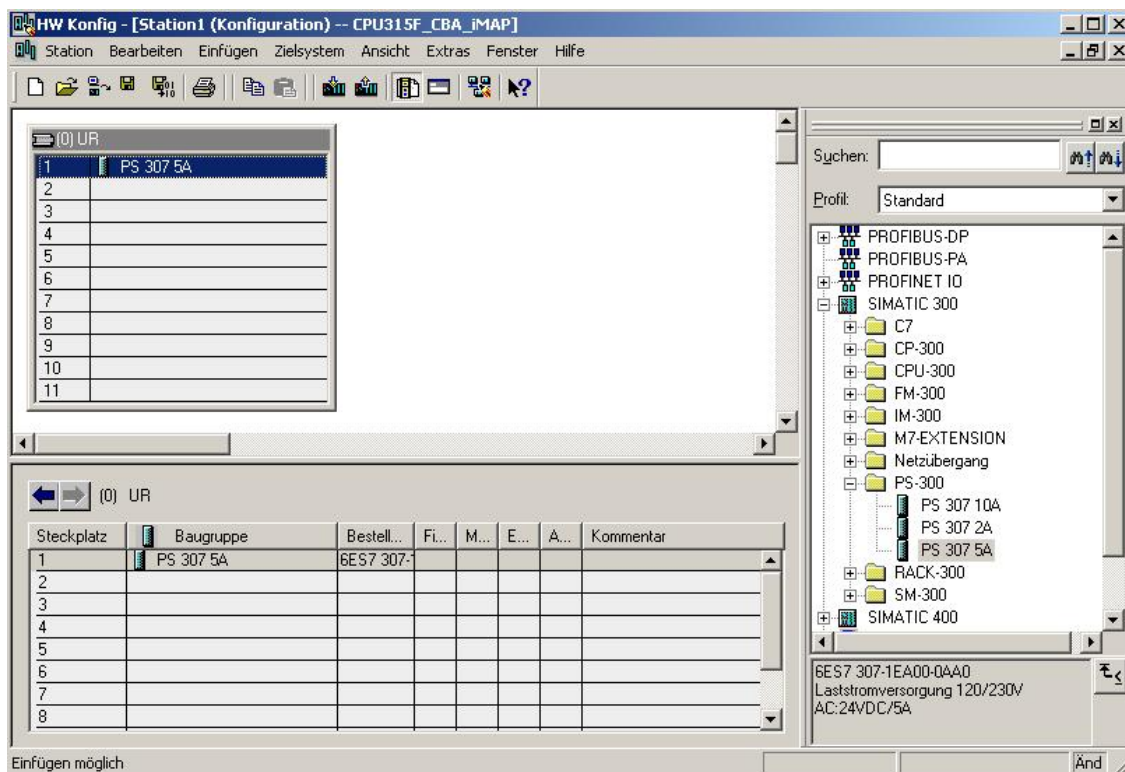 HW Konfig - [Station1 (Konfiguration) -- CPU315F_CBA_iMAP]
Station Bearbeiten Einfügen Zielsystem Ansicht Extras Fenster Hilfe
(0) UR
1 PS 307 5A
2
3
4
5
6
7
8
9
10
11
Suchen:
Profil: Standard
PROFIBUS-DP
PROFIBUS-PA
PROFINET IO
SIMATIC 300
C7
CP-300
CPU-300
FM-300
IM-300
M7-EXTENSION
Netzübergang
PS-300
PS 307 10A
PS 307 2A
PS 307 5A
RACK-300
SM-300
SIMATIC 400
6ES7 307-1EA00-0AA0
Laststromversorgung 120/230V
AC:24VDC/5A
(0) UR
Steckplatz Baugruppe Bestell... Fi... M... E... A... Kommentar
1 PS 307 5A 6ES7 307-1
2
3
4
5
6
7
8
Einfügen möglich
Änd